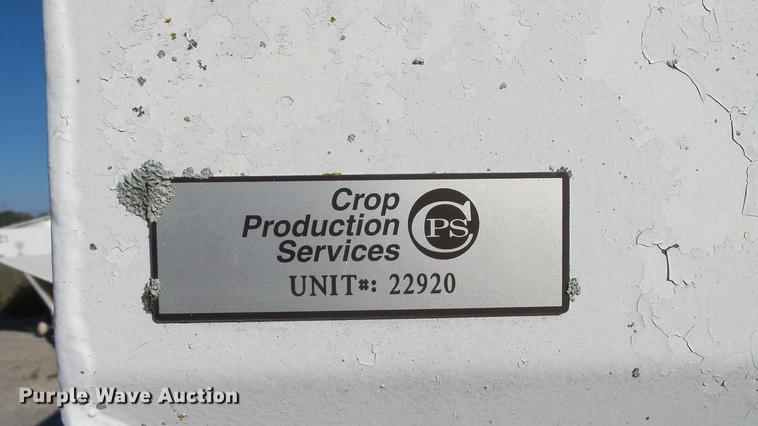 Crop
Production
Services
CPS
UNIT#: 22920
Purple Wave Auction